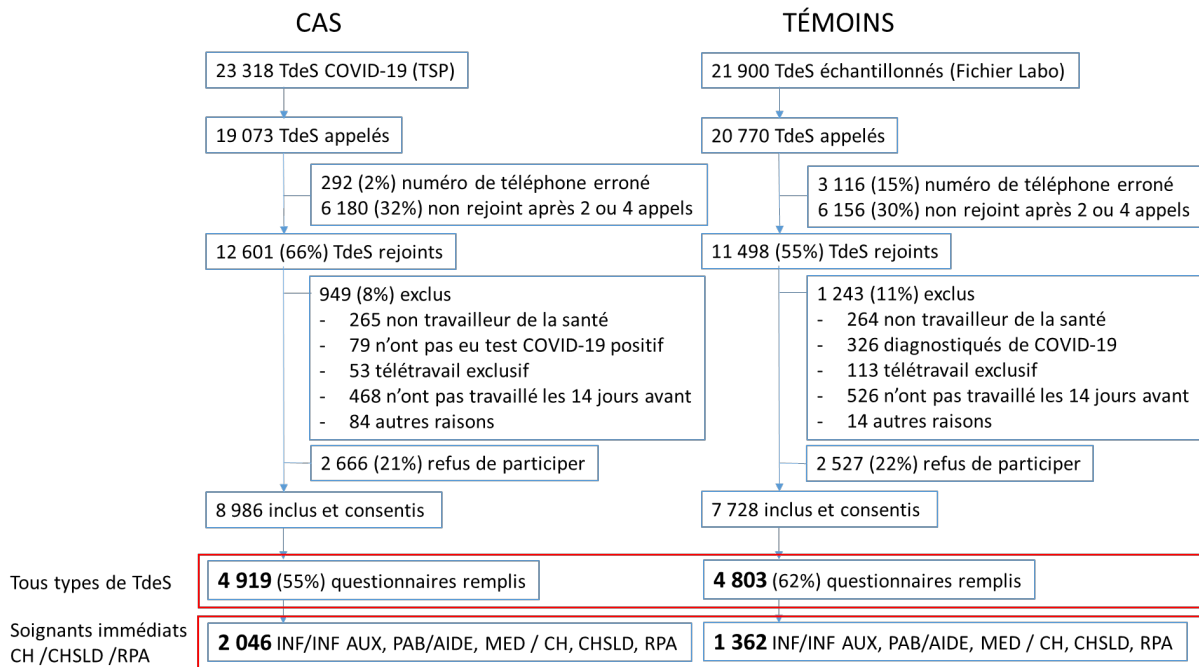 CAS
23 318 TdeS COVID-19 (TSP)
19 073 TdeS appelés
292 (2%) numéro de téléphone erroné
6 180 (32%) non rejoint après 2 ou 4 appels
12 601 (66%) TdeS rejoints
949 (8%) exclus
- 265 non travailleur de la santé
- 79 n’ont pas eu test COVID-19 positif
- 53 télétravail exclusif
- 468 n’ont pas travaillé les 14 jours avant
- 84 autres raisons
2 666 (21%) refus de participer
8 986 inclus et consentis
TÉMOINS
21 900 TdeS échantillonnés (Fichier Labo)
20 770 TdeS appelés
3 116 (15%) numéro de téléphone erroné
6 156 (30%) non rejoint après 2 ou 4 appels
11 498 (55%) TdeS rejoints
1 243 (11%) exclus
- 264 non travailleur de la santé
- 326 diagnostiqués de COVID-19
- 113 télétravail exclusif
- 526 n’ont pas travaillé les 14 jours avant
- 14 autres raisons
2 527 (22%) refus de participer
7 728 inclus et consentis
Tous types de TdeS
4 919 (55%) questionnaires remplis
4 803 (62%) questionnaires remplis
Soignants immédiats
CH /CHSLD /RPA
2 046 INF/INF AUX, PAB/AIDE, MED / CH, CHSLD, RPA
1 362 INF/INF AUX, PAB/AIDE, MED / CH, CHSLD, RPA